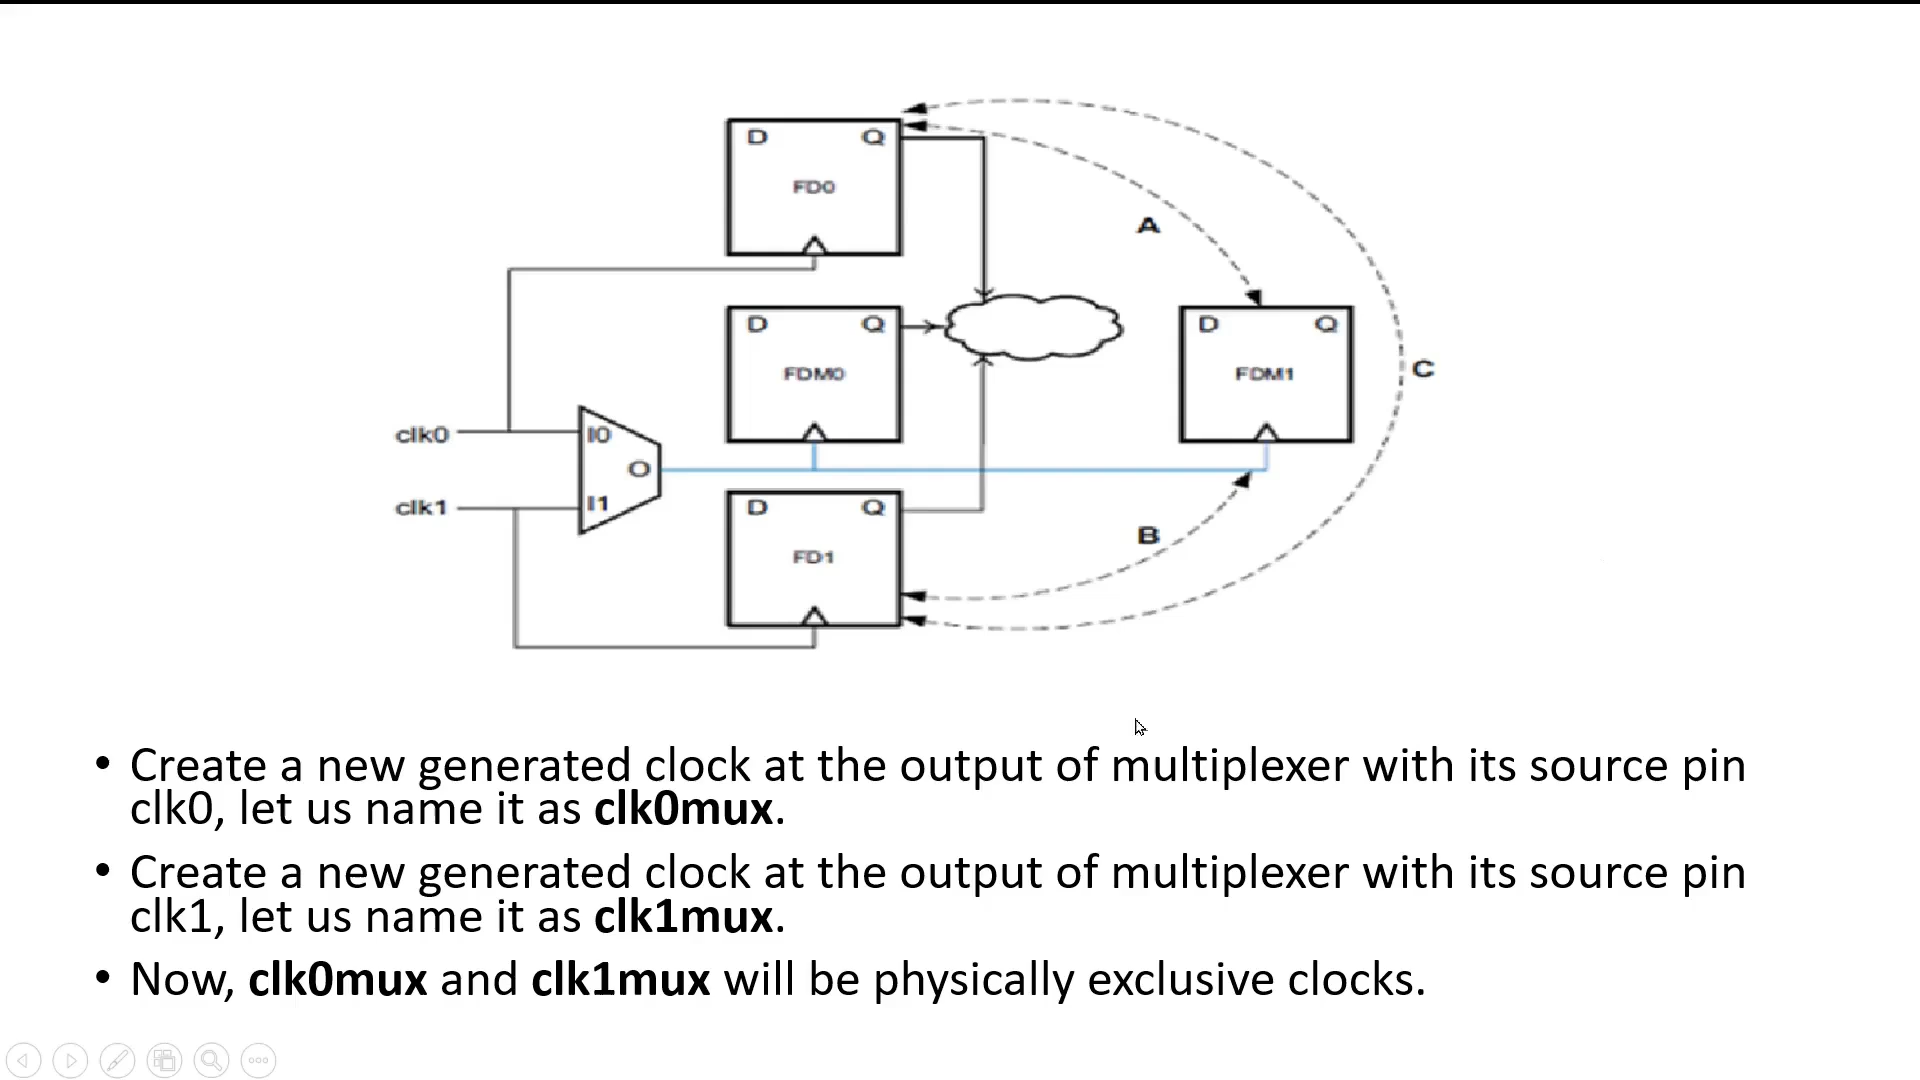 D Q
FD0
A
D Q
FDM0
D Q
FDM1
C
clk0
I0
O
clk1
I1
D Q
FD1
B
• Create a new generated clock at the output of multiplexer with its source pin
clk0, let us name it as clk0mux.
• Create a new generated clock at the output of multiplexer with its source pin
clk1, let us name it as clk1mux.
• Now, clk0mux and clk1mux will be physically exclusive clocks.